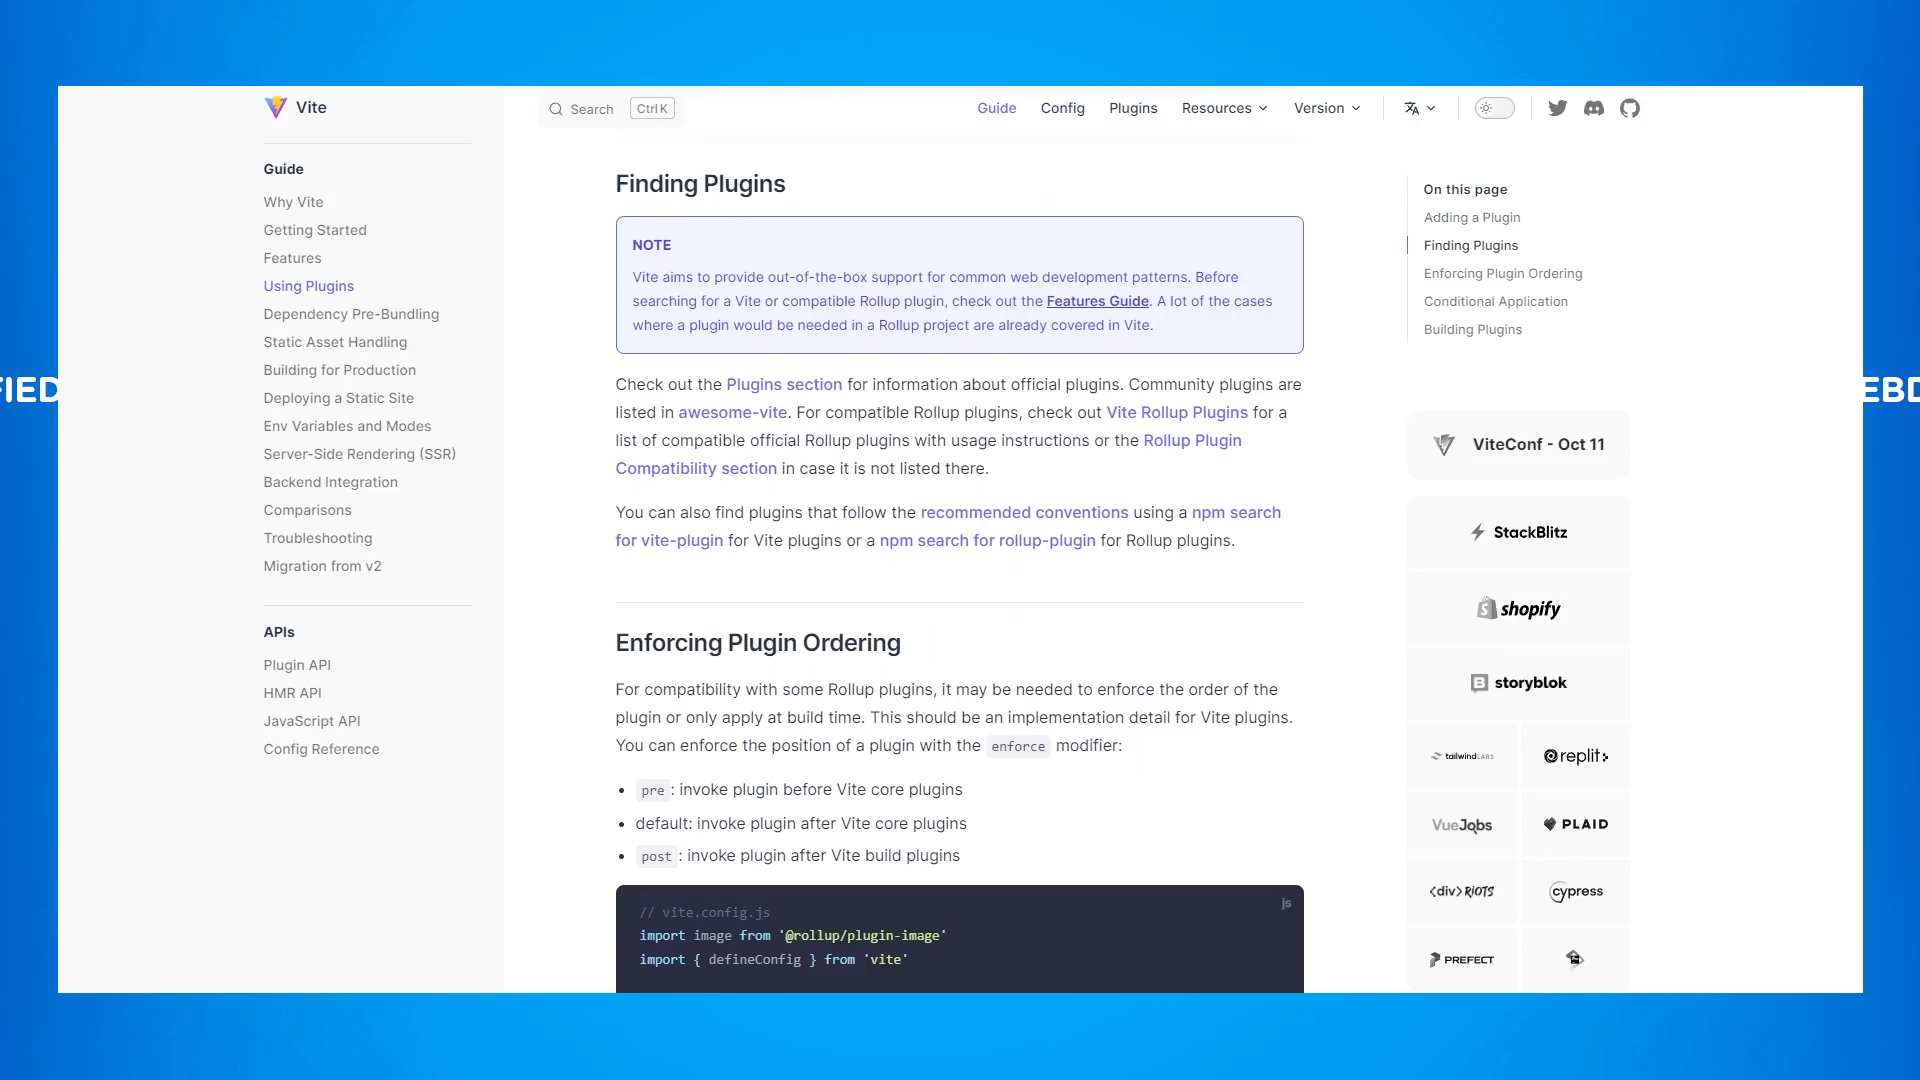 Vite
Search Ctrl K
Guide Config Plugins Resources Version
Guide
Why Vite
Getting Started
Features
Using Plugins
Dependency Pre-Bundling
Static Asset Handling
Building for Production
Deploying a Static Site
Env Variables and Modes
Server-Side Rendering (SSR)
Backend Integration
Comparisons
Troubleshooting
Migration from v2
APIs
Plugin API
HMR API
JavaScript API
Config Reference
Finding Plugins
NOTE
Vite aims to provide out-of-the-box support for common web development patterns. Before
searching for a Vite or compatible Rollup plugin, check out the Features Guide. A lot of the cases
where a plugin would be needed in a Rollup project are already covered in Vite.
Check out the Plugins section for information about official plugins. Community plugins are
listed in awesome-vite. For compatible Rollup plugins, check out Vite Rollup Plugins for a
list of compatible official Rollup plugins with usage instructions or the Rollup Plugin
Compatibility section in case it is not listed there.
You can also find plugins that follow the recommended conventions using a npm search
for vite-plugin for Vite plugins or a npm search for rollup-plugin for Rollup plugins.
Enforcing Plugin Ordering
For compatibility with some Rollup plugins, it may be needed to enforce the order of the
plugin or only apply at build time. This should be an implementation detail for Vite plugins.
You can enforce the position of a plugin with the enforce modifier:
• pre: invoke plugin before Vite core plugins
• default: invoke plugin after Vite core plugins
• post: invoke plugin after Vite build plugins
js
// vite.config.js
import image from '@rollup/plugin-image'
import { defineConfig } from 'vite'
On this page
Adding a Plugin
Finding Plugins
Enforcing Plugin Ordering
Conditional Application
Building Plugins
ViteConf - Oct 11
StackBlitz
shopify
storyblok
tailwindLABS replit
VueJobs PLAID
<div>RIOTS cypress
PREFECT
FIED
EBD